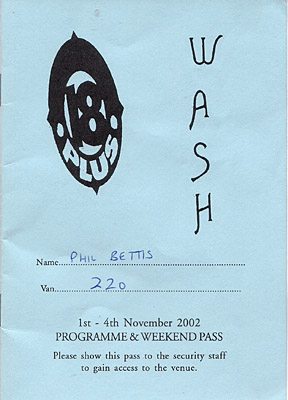 18
PLUS
WASH
Name PHIL BETTIS
Van 220
1st - 4th November 2002
PROGRAMME & WEEKEND PASS
Please show this pass to the security staff
to gain access to the venue.